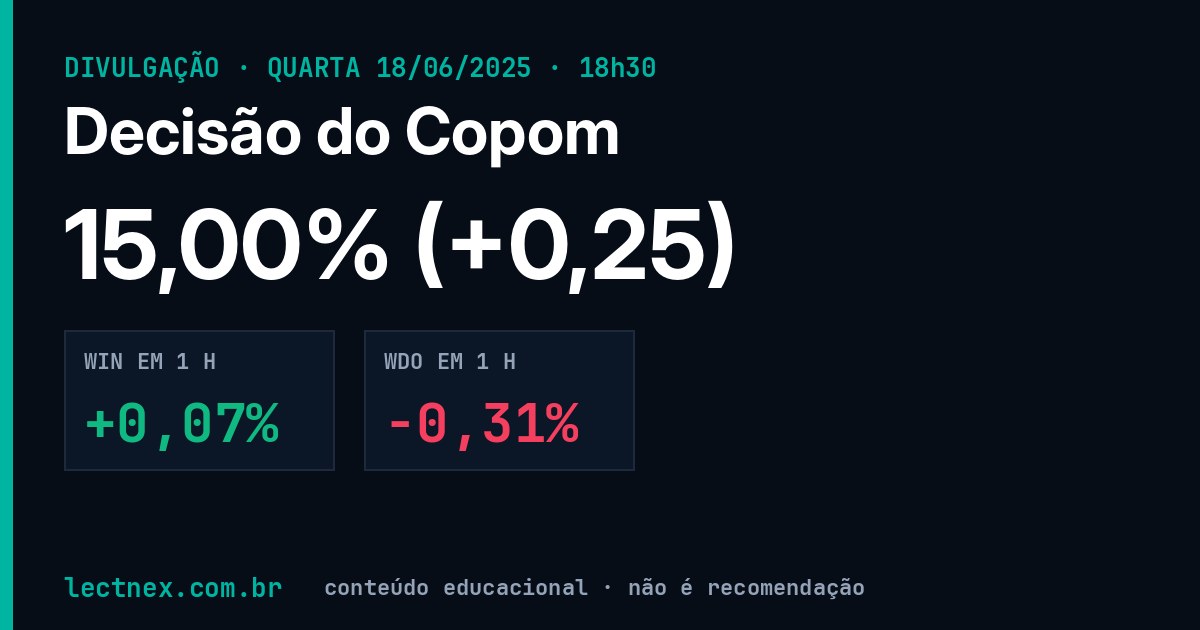 DIVULGAÇÃO · QUARTA 18/06/2025 · 18h30
Decisão do Copom
15,00% (+0,25)
WIN EM 1 H
+0,07%
WDO EM 1 H
-0,31%
lectnex.com.br
conteúdo educacional · não é recomendação